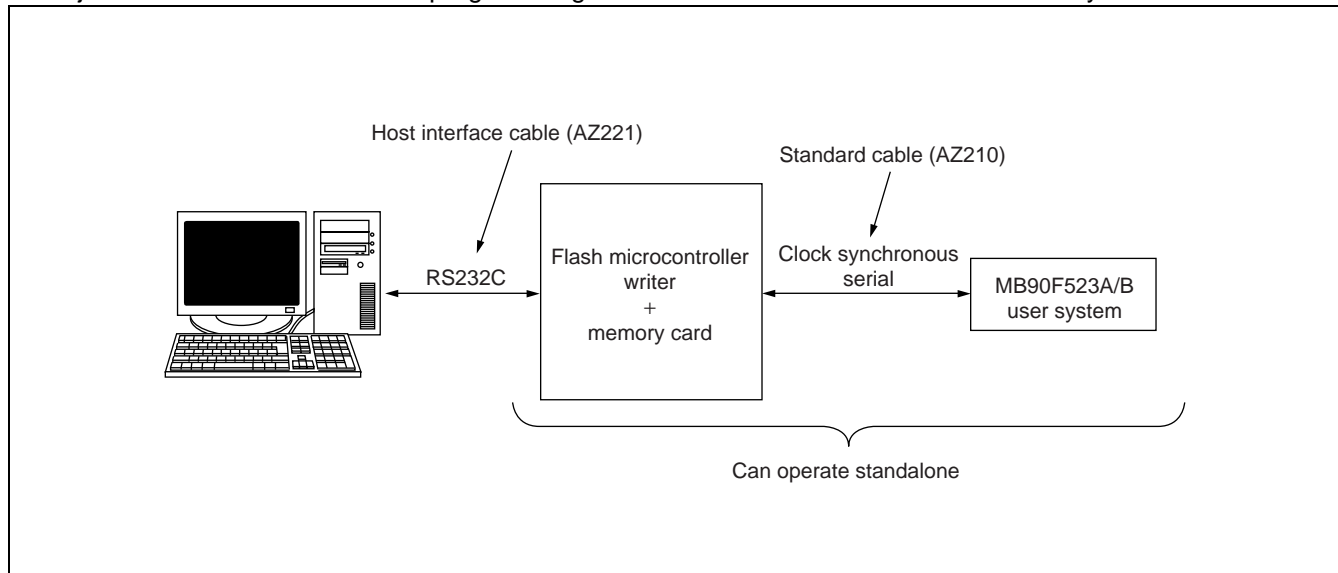 Host interface cable (AZ221)
Standard cable (AZ210)
RS232C
Flash microcontroller
writer
+
memory card
Clock synchronous
serial
MB90F523A/B
user system
Can operate standalone